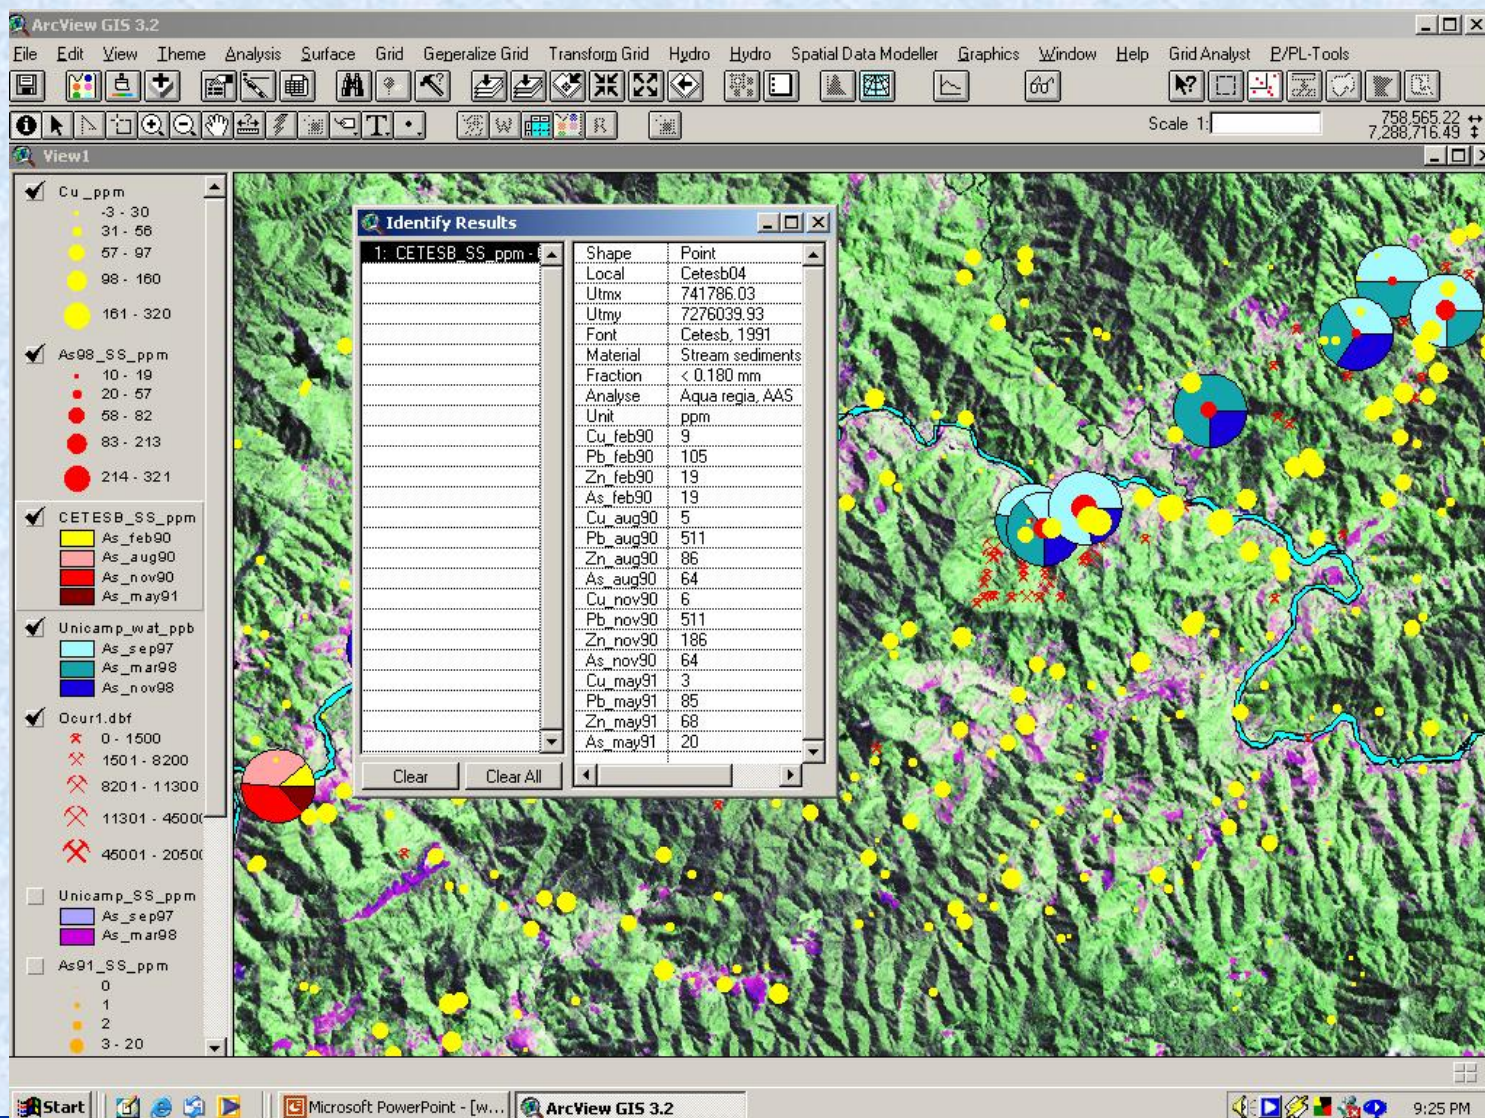 ArcView GIS 3.2
File Edit View Theme Analysis Surface Grid Generalize Grid Transform Grid Hydro Hydro Spatial Data Modeller Graphics Window Help Grid Analyst P/PL-Tools
Scale 1:
758,565.22
7,288,716.49
View1
Cu_ppm
-3 - 30
31 - 56
57 - 97
98 - 160
161 - 320
As98_SS_ppm
10 - 19
20 - 57
58 - 82
83 - 213
214 - 321
CETESB_SS_ppm
As_feb90
As_aug90
As_nov90
As_may91
Unicamp_wat_ppb
As_sep97
As_mar98
As_nov98
Ocur1.dbf
0 - 1500
1501 - 8200
8201 - 11300
11301 - 4500
45001 - 2050
Unicamp_SS_ppm
As_sep97
As_mar98
As91_SS_ppm
0
1
2
3 - 20
Identify Results
1: CETESB_SS_ppm -
Shape Point
Local Cetesb04
Utmx 741786.03
Utmy 7276039.93
Font Cetesb, 1991
Material Stream sediments
Fraction < 0.180 mm
Analyse Aqua regia, AAS
Unit ppm
Cu_feb90 9
Pb_feb90 105
Zn_feb90 19
As_feb90 19
Cu_aug90 5
Pb_aug90 511
Zn_aug90 86
As_aug90 64
Cu_nov90 6
Pb_nov90 511
Zn_nov90 186
As_nov90 64
Cu_may91 3
Pb_may91 85
Zn_may91 68
As_may91 20
Clear Clear All
Start Microsoft PowerPoint - [w... ArcView GIS 3.2 9:25 PM